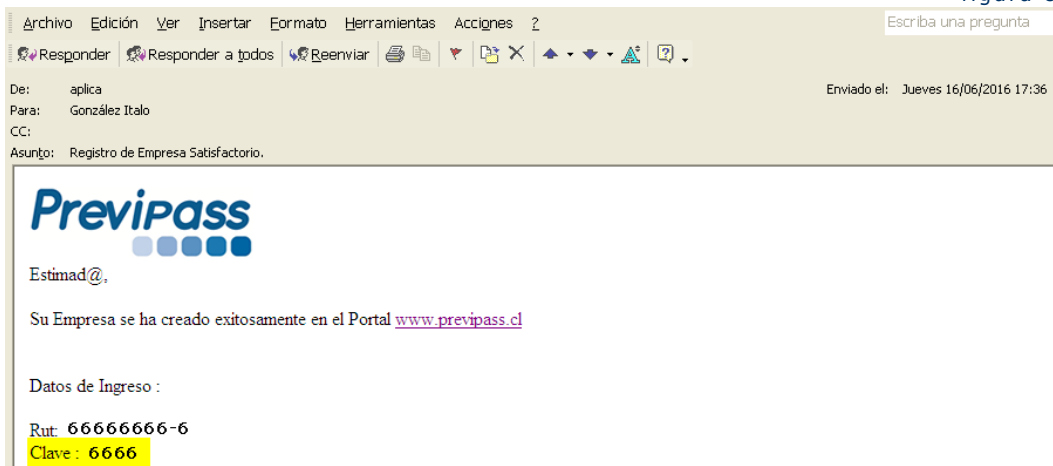 Archivo Edición Ver Insertar Formato Herramientas Acciones ? Escriba una pregunta
Responder Responder a todos Reenviar
De: aplica Enviado el: Jueves 16/06/2016 17:36
Para: González Italo
CC:
Asunto: Registro de Empresa Satisfactorio.
Previpass
Estimad@,
Su Empresa se ha creado exitosamente en el Portal www.previpass.cl
Datos de Ingreso :
Rut: 66666666-6
Clave : 6666